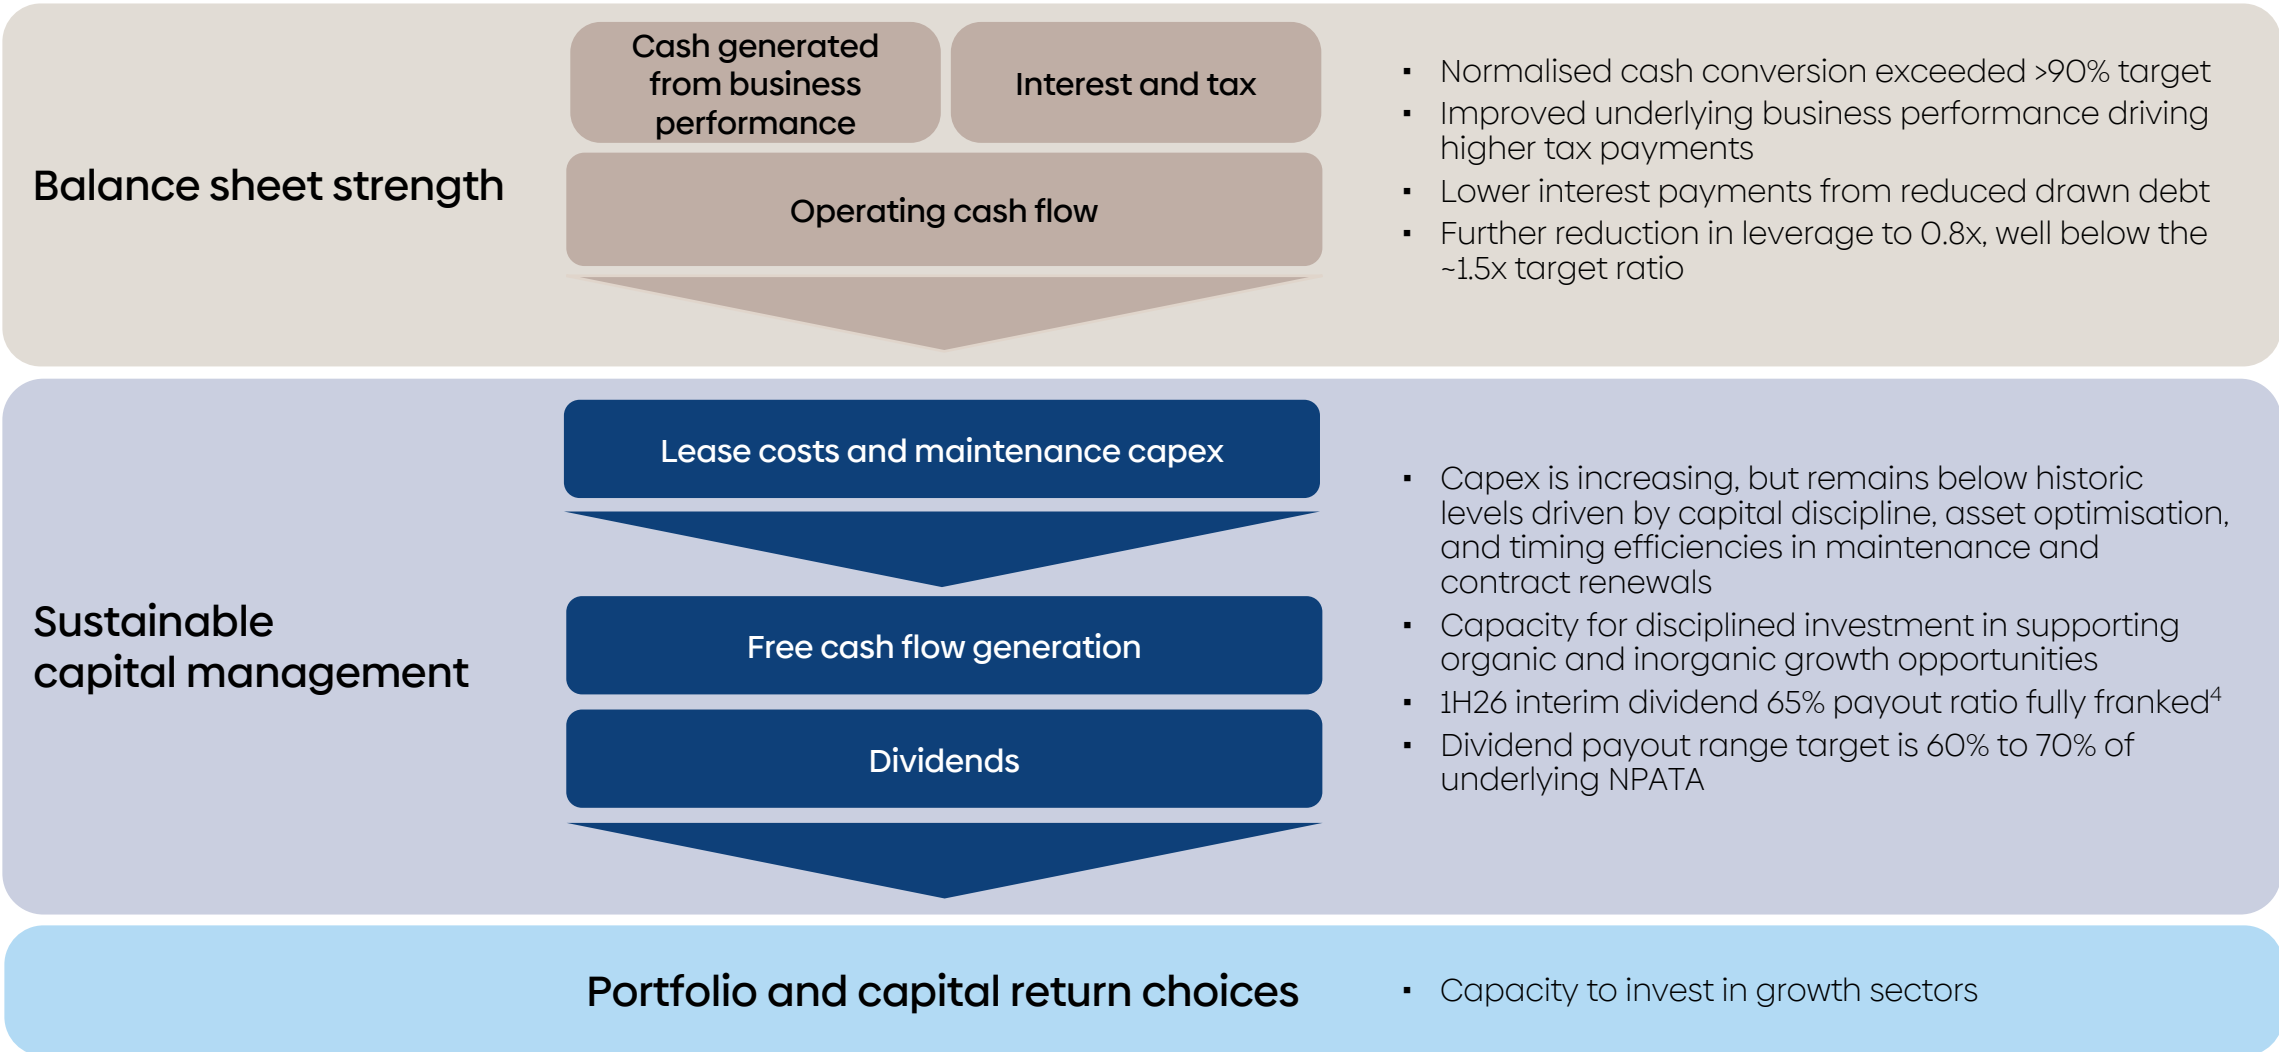 Balance sheet strength
Cash generated
from business
performance
Interest and tax
Operating cash flow
▪ Normalised cash conversion exceeded >90% target
▪ Improved underlying business performance driving
higher tax payments
▪ Lower interest payments from reduced drawn debt
▪ Further reduction in leverage to 0.8x, well below the
~1.5x target ratio
Sustainable
capital management
Lease costs and maintenance capex
Free cash flow generation
Dividends
▪ Capex is increasing, but remains below historic
levels driven by capital discipline, asset optimisation,
and timing efficiencies in maintenance and
contract renewals
▪ Capacity for disciplined investment in supporting
organic and inorganic growth opportunities
▪ 1H26 interim dividend 65% payout ratio fully franked⁴
▪ Dividend payout range target is 60% to 70% of
underlying NPATA
Portfolio and capital return choices
▪ Capacity to invest in growth sectors